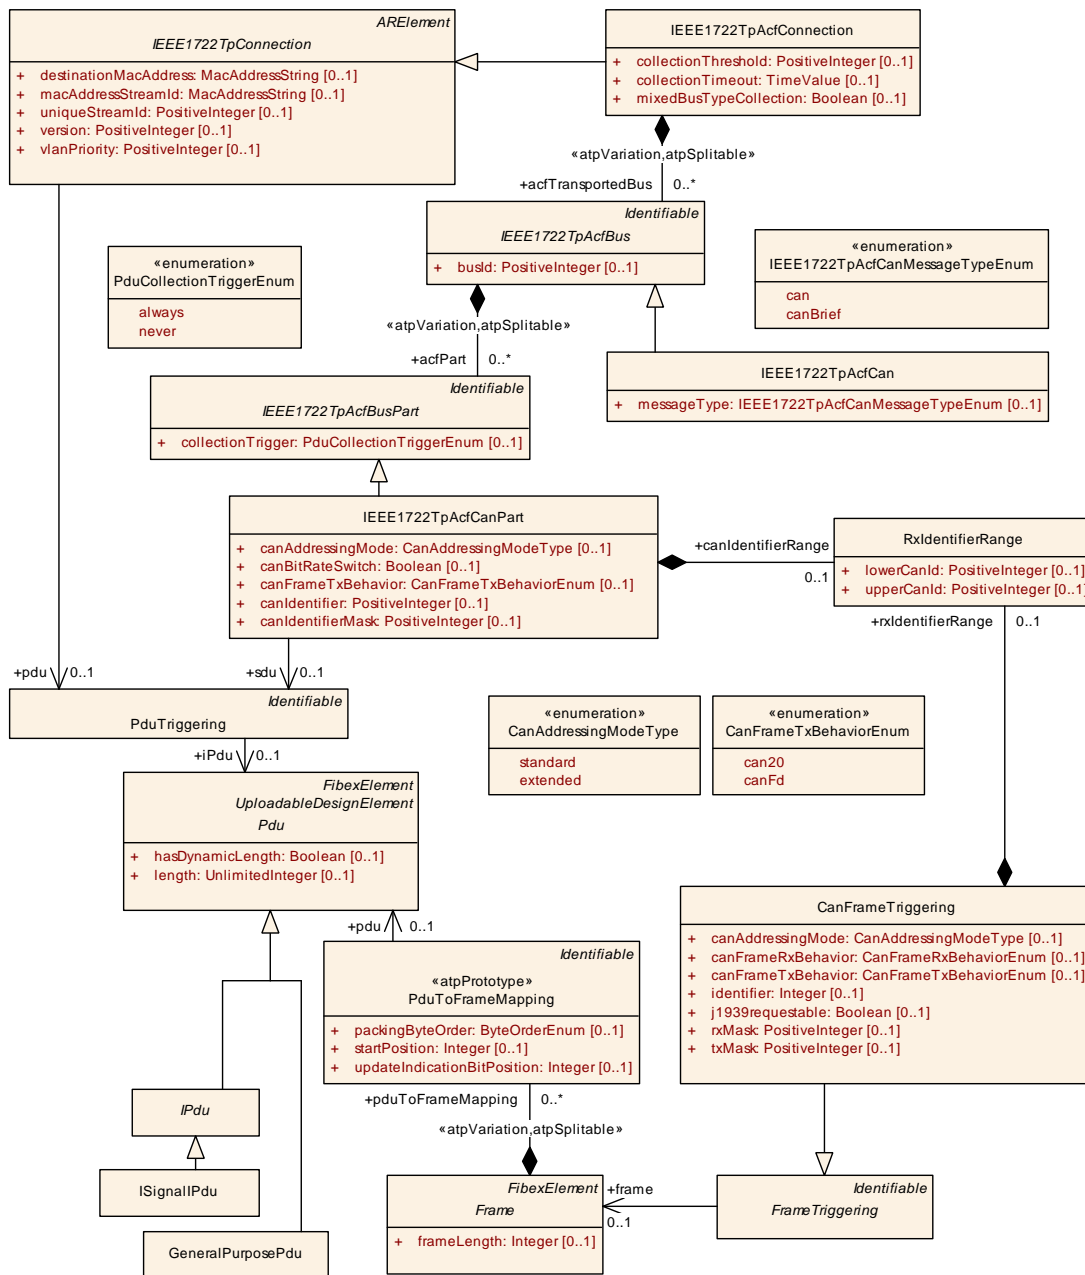 ARElement
IEEE1722TpConnection
+ destinationMacAddress: MacAddressString [0..1]
+ macAddressStreamId: MacAddressString [0..1]
+ uniqueStreamId: PositiveInteger [0..1]
+ version: PositiveInteger [0..1]
+ vlanPriority: PositiveInteger [0..1]
IEEE1722TpAcfConnection
+ collectionThreshold: PositiveInteger [0..1]
+ collectionTimeout: TimeValue [0..1]
+ mixedBusTypeCollection: Boolean [0..1]
«atpVariation,atpSplitable»
+acfTransportedBus 0..*
Identifiable
IEEE1722TpAcfBus
+ busId: PositiveInteger [0..1]
«enumeration»
PduCollectionTriggerEnum
always
never
«enumeration»
IEEE1722TpAcfCanMessageTypeEnum
can
canBrief
«atpVariation,atpSplitable»
+acfPart 0..*
IEEE1722TpAcfCan
+ messageType: IEEE1722TpAcfCanMessageTypeEnum [0..1]
Identifiable
IEEE1722TpAcfBusPart
+ collectionTrigger: PduCollectionTriggerEnum [0..1]
IEEE1722TpAcfCanPart
+ canAddressingMode: CanAddressingModeType [0..1]
+ canBitRateSwitch: Boolean [0..1]
+ canFrameTxBehavior: CanFrameTxBehaviorEnum [0..1]
+ canIdentifier: PositiveInteger [0..1]
+ canIdentifierMask: PositiveInteger [0..1]
+canIdentifierRange
0..1
RxIdentifierRange
+ lowerCanId: PositiveInteger [0..1]
+ upperCanId: PositiveInteger [0..1]
+rxIdentifierRange 0..1
+pdu 0..1
+sdu 0..1
Identifiable
PduTriggering
«enumeration»
CanAddressingModeType
standard
extended
«enumeration»
CanFrameTxBehaviorEnum
can20
canFd
+iPdu 0..1
FibexElement
UploadableDesignElement
Pdu
+ hasDynamicLength: Boolean [0..1]
+ length: UnlimitedInteger [0..1]
+pdu 0..1
Identifiable
«atpPrototype»
PduToFrameMapping
+ packingByteOrder: ByteOrderEnum [0..1]
+ startPosition: Integer [0..1]
+ updateIndicationBitPosition: Integer [0..1]
CanFrameTriggering
+ canAddressingMode: CanAddressingModeType [0..1]
+ canFrameRxBehavior: CanFrameRxBehaviorEnum [0..1]
+ canFrameTxBehavior: CanFrameTxBehaviorEnum [0..1]
+ identifier: Integer [0..1]
+ j1939requestable: Boolean [0..1]
+ rxMask: PositiveInteger [0..1]
+ txMask: PositiveInteger [0..1]
+pduToFrameMapping 0..*
«atpVariation,atpSplitable»
IPdu
ISignalIPdu
GeneralPurposePdu
FibexElement
Frame
+ frameLength: Integer [0..1]
+frame
0..1
Identifiable
FrameTriggering